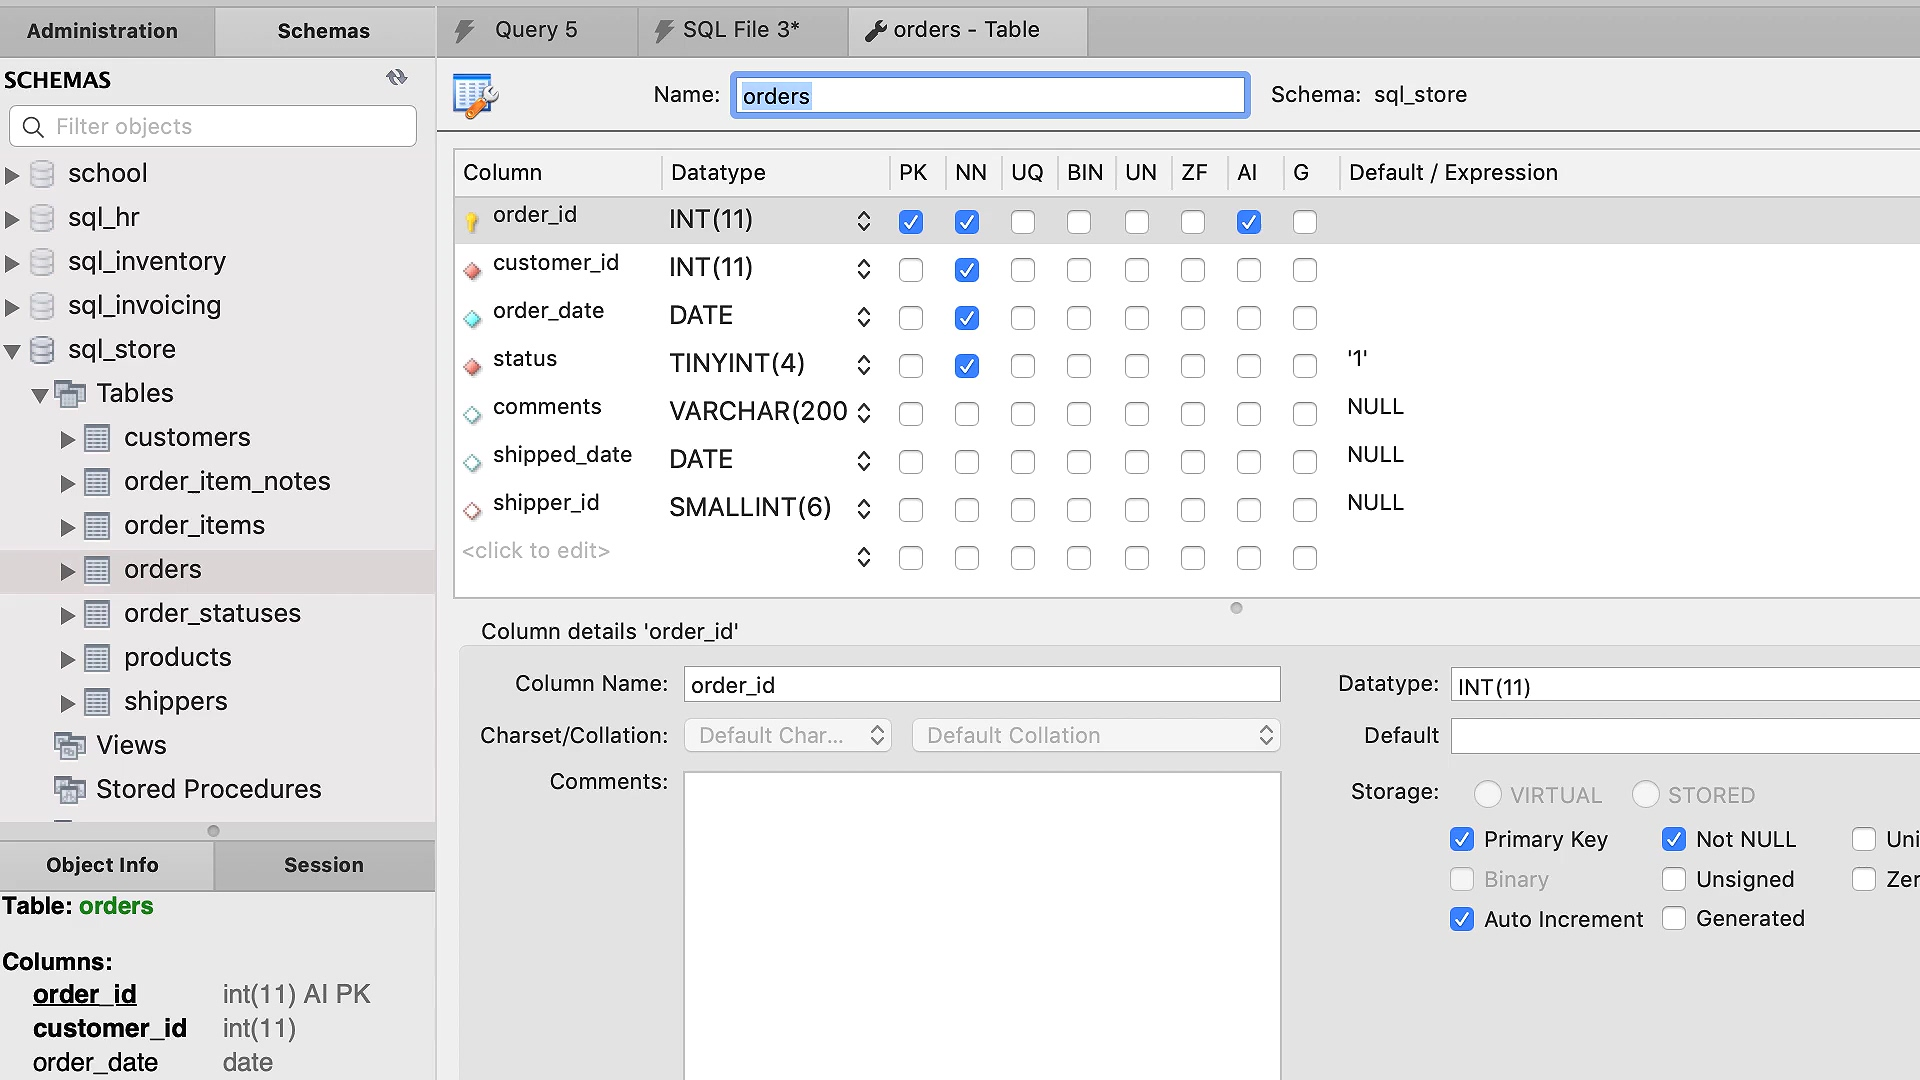 Administration
Schemas
Query 5
SQL File 3*
orders - Table
SCHEMAS
Filter objects
school
sql_hr
sql_inventory
sql_invoicing
sql_store
Tables
customers
order_item_notes
order_items
orders
order_statuses
products
shippers
Views
Stored Procedures
Object Info
Session
Table: orders
Columns:
order_id int(11) AI PK
customer_id int(11)
order_date date
Name: orders
Schema: sql_store
Column Datatype PK NN UQ BIN UN ZF AI G Default / Expression
order_id INT(11)
customer_id INT(11)
order_date DATE
status TINYINT(4) '1'
comments VARCHAR(200 NULL
shipped_date DATE NULL
shipper_id SMALLINT(6) NULL
<click to edit>
Column details 'order_id'
Column Name: order_id
Datatype: INT(11)
Charset/Collation: Default Char... Default Collation
Default
Comments:
Storage: VIRTUAL STORED
Primary Key Not NULL Uni
Binary Unsigned Zer
Auto Increment Generated